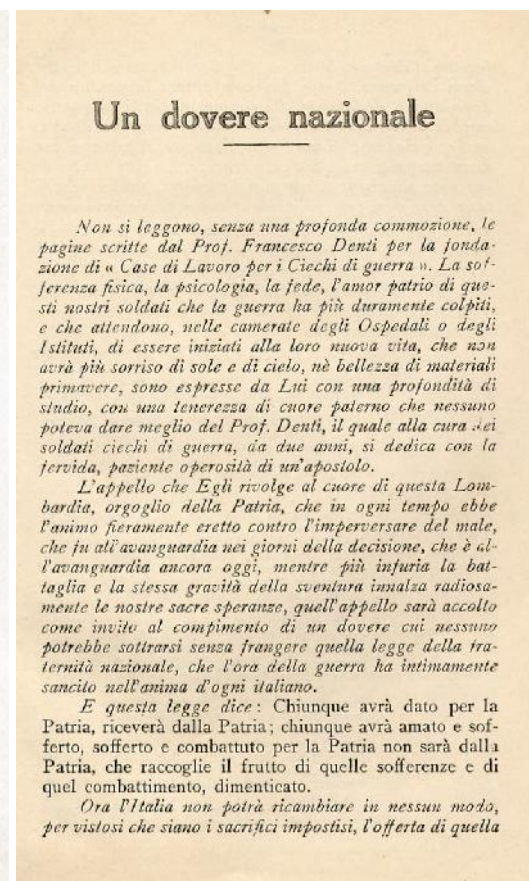 Un dovere nazionale
Non si leggono, senza una profonda commozione, le
pagine scritte dal Prof. Francesco Denti per la fonda-
zione di « Case di Lavoro per i Ciechi di guerra ». La sof-
ferenza fisica, la psicologia, la fede, l'amor patrio di que-
sti nostri soldati che la guerra ha più duramente colpiti,
e che attendono, nelle camerate degli Ospedali o degli
Istituti, di essere iniziati alla loro nuova vita, che non
avrà più sorriso di sole e di cielo, nè bellezza di materiali
primavere, sono espresse da Lui con una profondità di
studio, con una tenerezza di cuore paterno che nessuno
poteva dare meglio del Prof. Denti, il quale alla cura dei
soldati ciechi di guerra, da due anni, si dedica con la
fervida, paziente operosità di un'apostolo.
L'appello che Egli rivolge al cuore di questa Lom-
bardia, orgoglio della Patria, che in ogni tempo ebbe
l'animo fieramente eretto contro l'imperversare del male,
che fu all'avanguardia nei giorni della decisione, che è al-
l'avanguardia ancora oggi, mentre più infuria la bat-
taglia e la stessa gravità della sventura innalza radiosa-
mente le nostre sacre speranze, quell'appello sarà accolto
come invito al compimento di un dovere cui nessuno
potrebbe sottrarsi senza frangere quella legge della fra-
ternità nazionale, che l'ora della guerra ha intimamente
sancito nell'anima d'ogni italiano.
E questa legge dice: Chiunque avrà dato per la
Patria, riceverà dalla Patria; chiunque avrà amato e sof-
ferto, sofferto e combattuto per la Patria non sarà dalla
Patria, che raccoglie il frutto di quelle sofferenze e di
quel combattimento, dimenticato.
Ora l'Italia non potrà ricambiare in nessun modo,
per vistosi che siano i sacrifici impostisi, l'offerta di quella